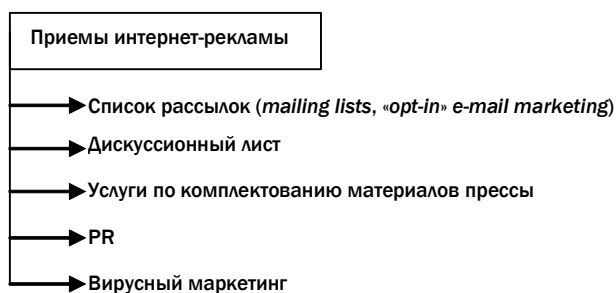 Приемы интернет-рекламы
Список рассылок (mailing lists, «opt-in» e-mail marketing)
Дискуссионный лист
Услуги по комплектованию материалов прессы
PR
Вирусный маркетинг